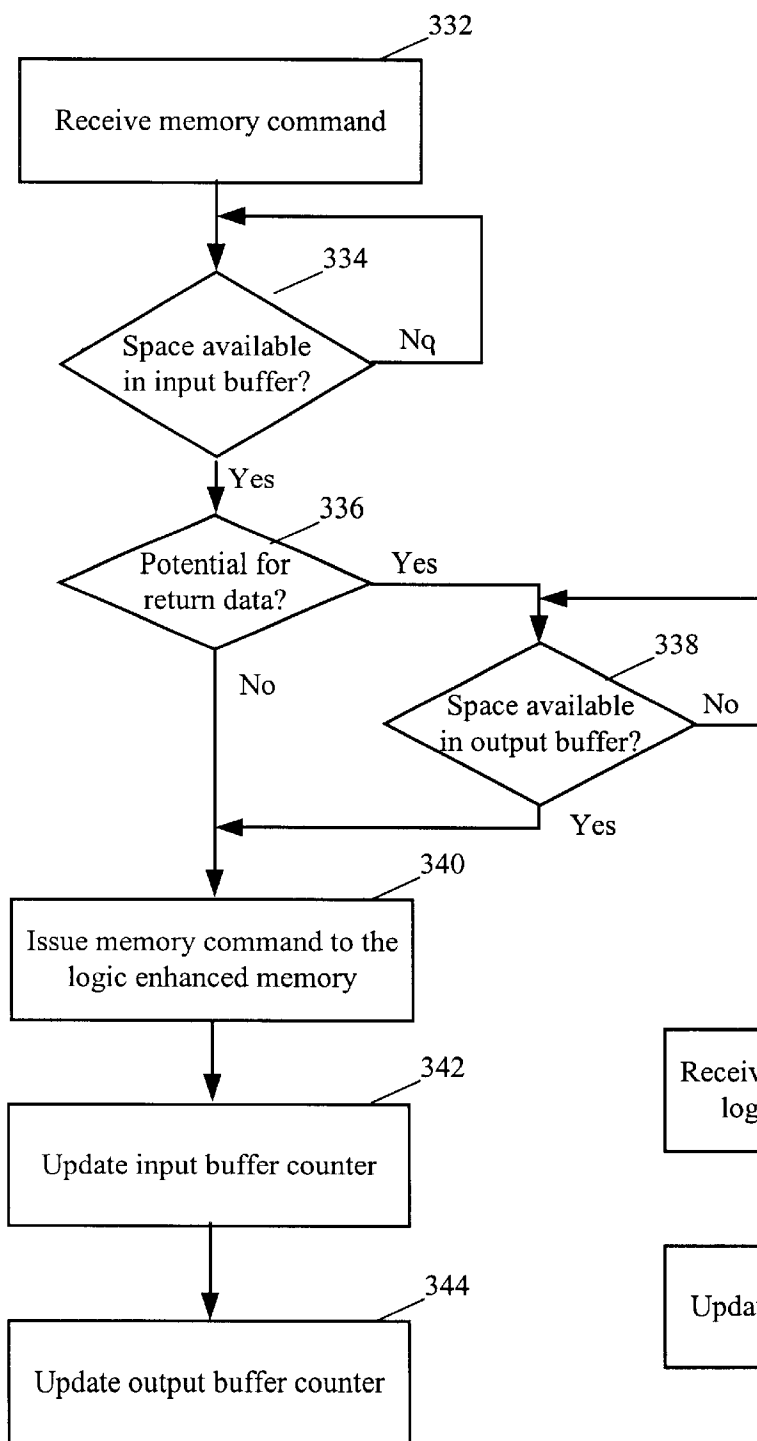 332
Receive memory command
334
Space available
in input buffer?
No
Yes
336
Potential for
return data?
Yes
No
338
Space available
in output buffer?
No
Yes
340
Issue memory command to the
logic enhanced memory
342
Update input buffer counter
344
Update output buffer counter